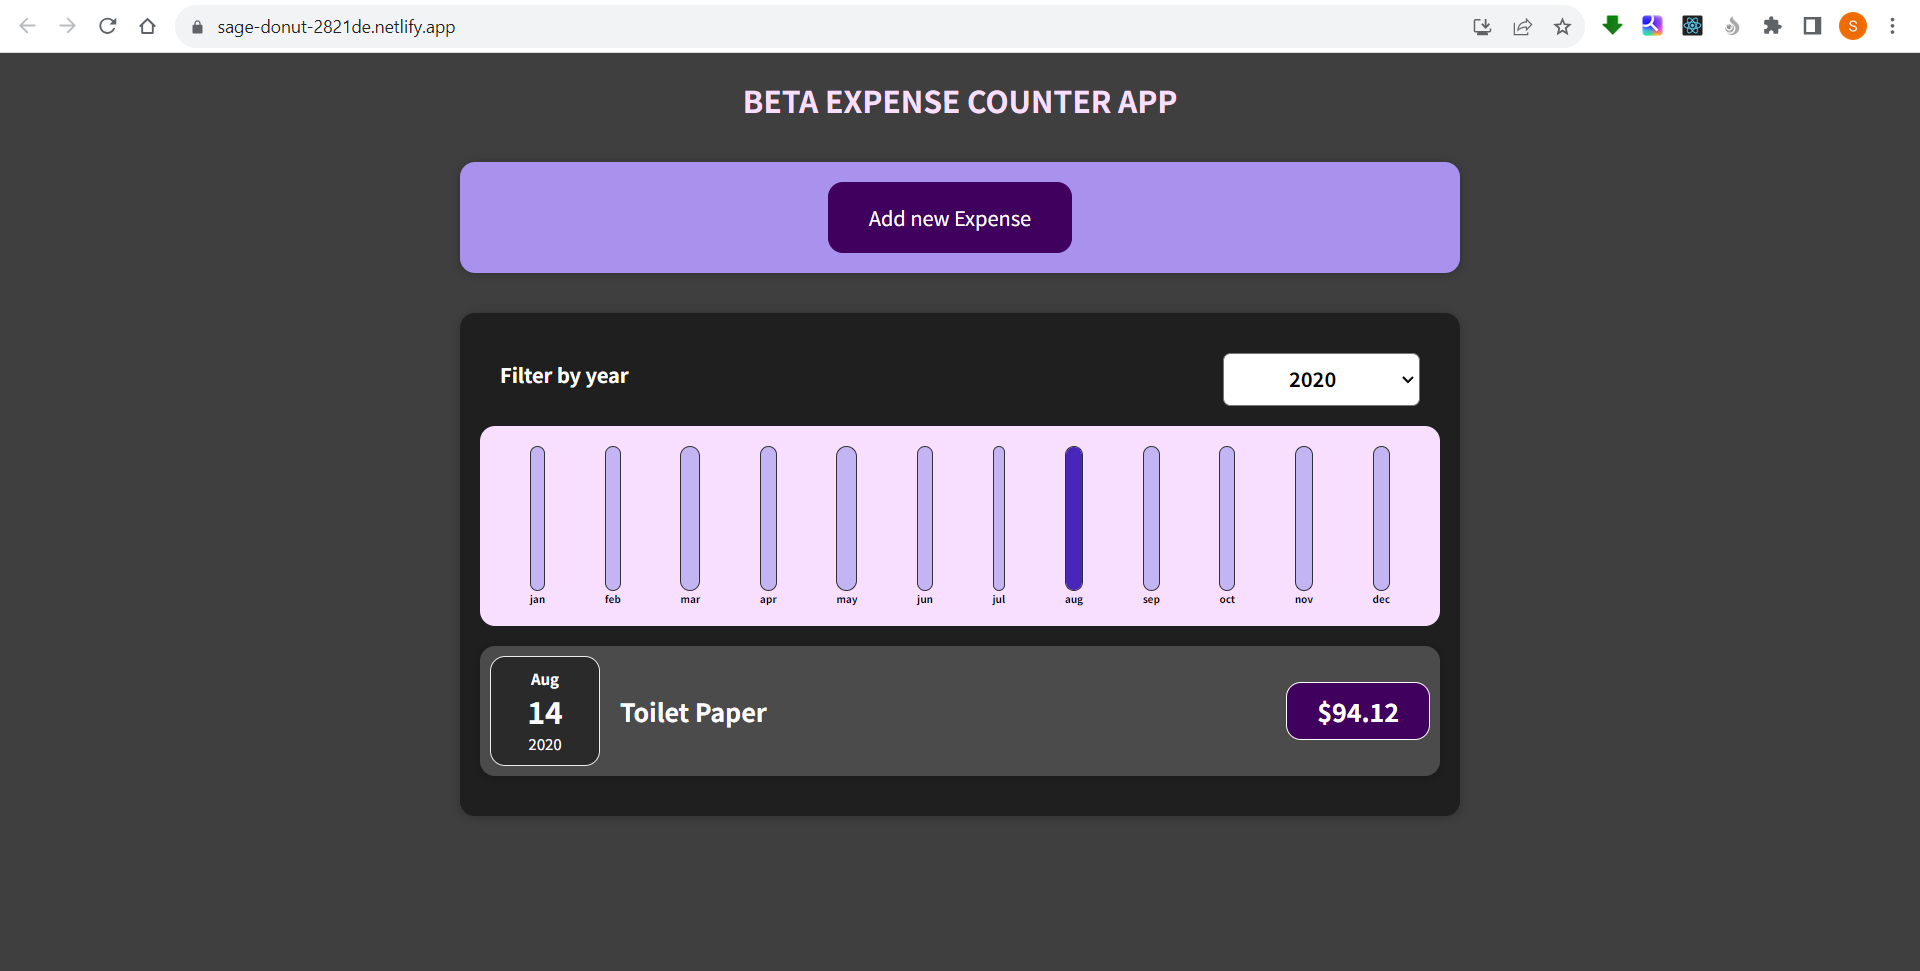 sage-donut-2821de.netlify.app
S
BETA EXPENSE COUNTER APP
Add new Expense
Filter by year
2020
jan feb mar apr may jun jul aug sep oct nov dec
Aug
14
2020
Toilet Paper
$94.12